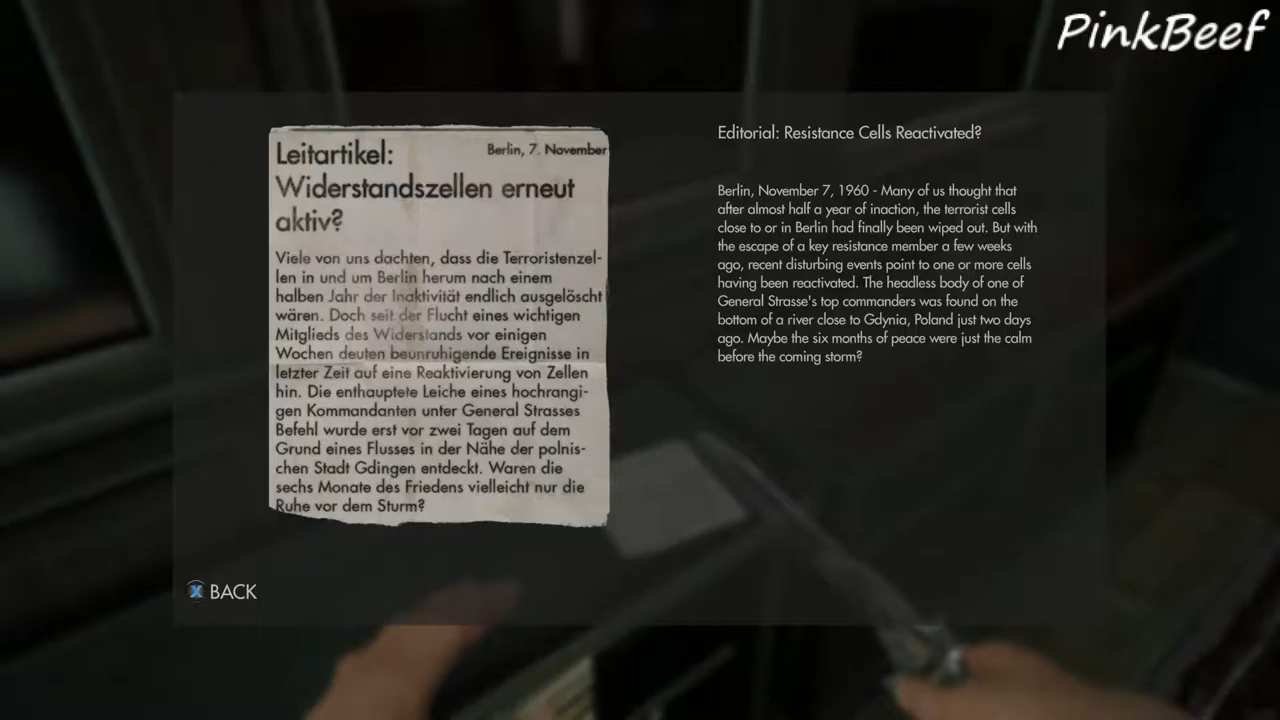 PinkBeef
Leitartikel:
Berlin, 7. November
Widerstandszellen erneut
aktiv?
Viele von uns dachten, dass die Terroristenzel-
len in und um Berlin herum nach einem
halben Jahr der Inaktivität endlich ausgelöscht
wären. Doch seit der Flucht eines wichtigen
Mitglieds des Widerstands vor einigen
Wochen deuten beunruhigende Ereignisse in
letzter Zeit auf eine Reaktivierung von Zellen
hin. Die enthauptete Leiche eines hochrangi-
gen Kommandanten unter General Strasses
Befehl wurde erst vor zwei Tagen auf dem
Grund eines Flusses in der Nähe der polnis-
chen Stadt Gdingen entdeckt. Waren die
sechs Monate des Friedens vielleicht nur die
Ruhe vor dem Sturm?
Editorial: Resistance Cells Reactivated?
Berlin, November 7, 1960 - Many of us thought that
after almost half a year of inaction, the terrorist cells
close to or in Berlin had finally been wiped out. But with
the escape of a key resistance member a few weeks
ago, recent disturbing events point to one or more cells
having been reactivated. The headless body of one of
General Strasse's top commanders was found on the
bottom of a river close to Gdynia, Poland just two days
ago. Maybe the six months of peace were just the calm
before the coming storm?
X BACK